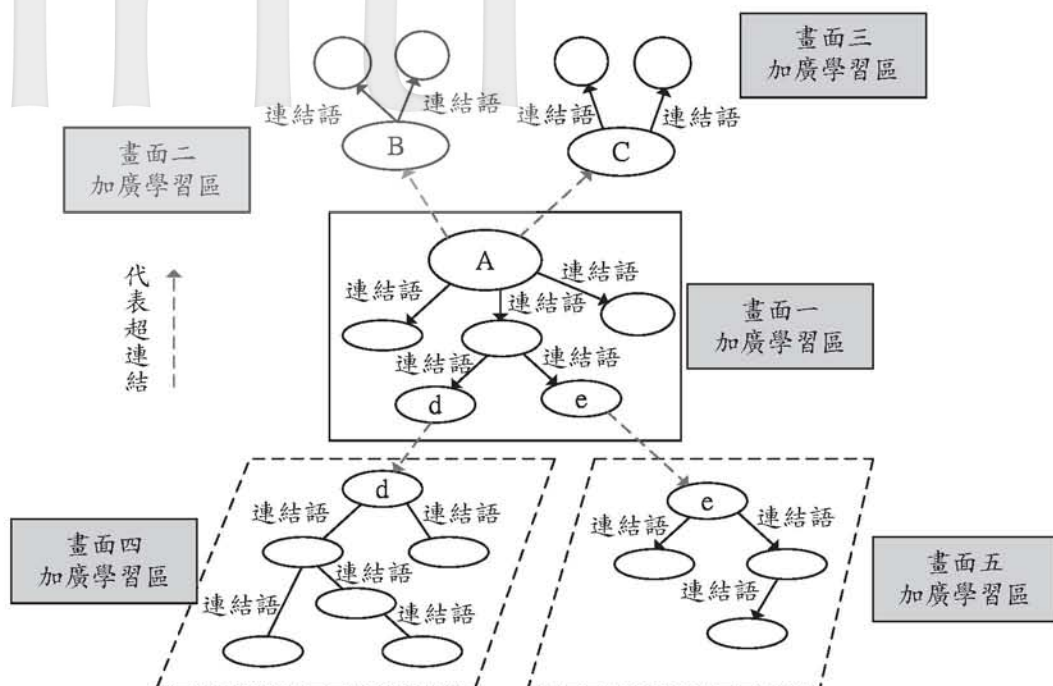 畫面三
加廣學習區
連結語
連結語
連結語
連結語
B
C
畫面二
加廣學習區
A
連結語
連結語
連結語
代表超連結
畫面一
加廣學習區
連結語
連結語
d
e
d
e
連結語
連結語
連結語
連結語
畫面四
加廣學習區
畫面五
加廣學習區
連結語
連結語
連結語
連結語